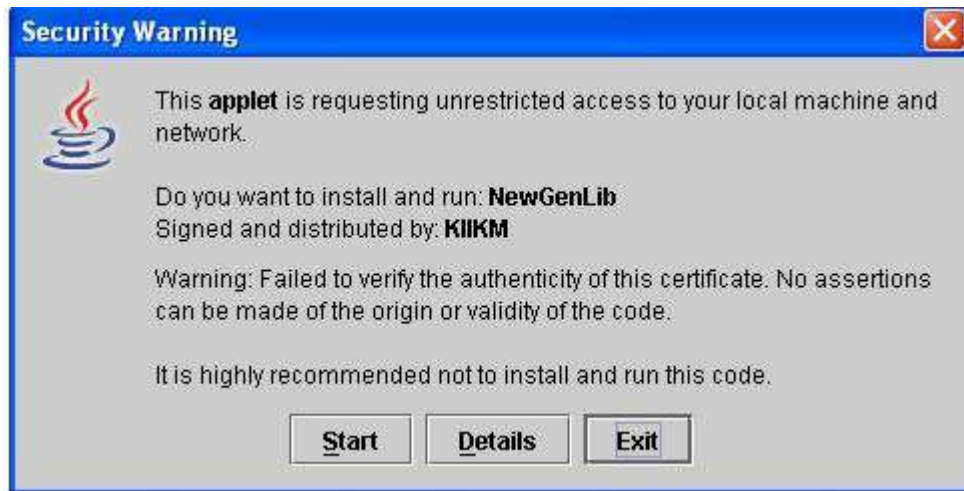 Security Warning
This applet is requesting unrestricted access to your local machine and
network.
Do you want to install and run: NewGenLib
Signed and distributed by: KIIKM
Warning: Failed to verify the authenticity of this certificate. No assertions
can be made of the origin or validity of the code.
It is highly recommended not to install and run this code.
Start Details Exit